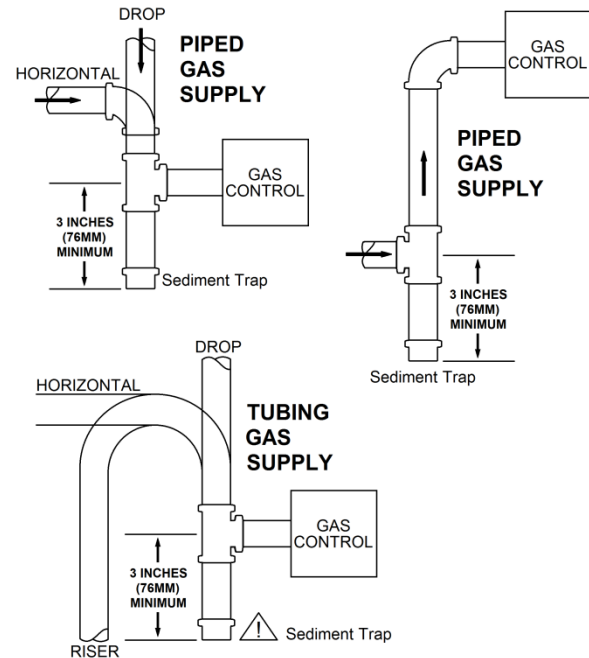 DROP
PIPED
GAS
SUPPLY
HORIZONTAL
GAS
CONTROL
3 INCHES
(76MM)
MINIMUM
Sediment Trap
GAS
CONTROL
PIPED
GAS
SUPPLY
3 INCHES
(76MM)
MINIMUM
Sediment Trap
DROP
HORIZONTAL
TUBING
GAS
SUPPLY
GAS
CONTROL
3 INCHES
(76MM)
MINIMUM
! Sediment Trap
RISER